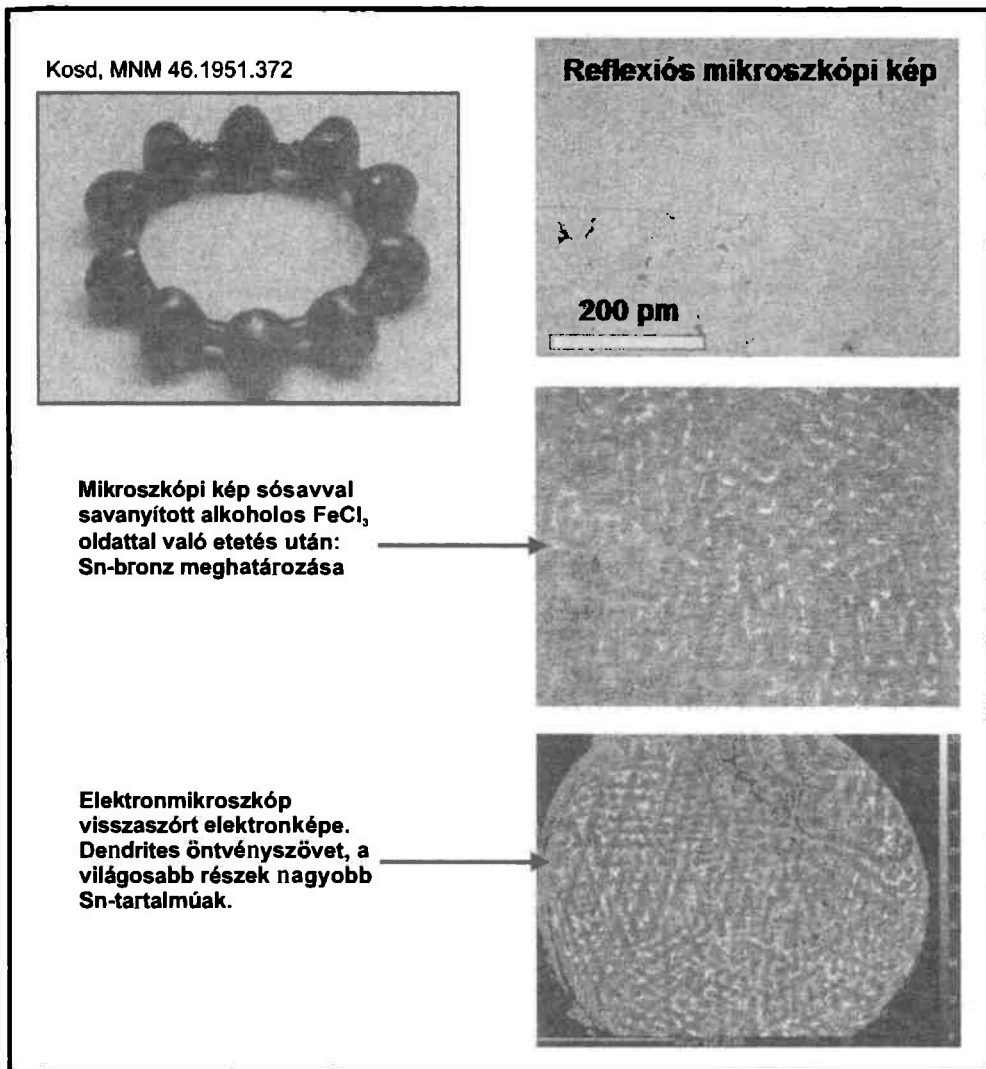 Kosd, MNM 46.1951.372
Reflexiós mikroszkópi kép
200 pm
Mikroszkópi kép sósavval
savanyított alkoholos FeCl₃
oldattal való etetés után:
Sn-bronz meghatározása
Elektronmikroszkóp
visszaszórt elektronképe.
Dendrites öntvényszövet, a
világosabb részek nagyobb
Sn-tartalmúak.